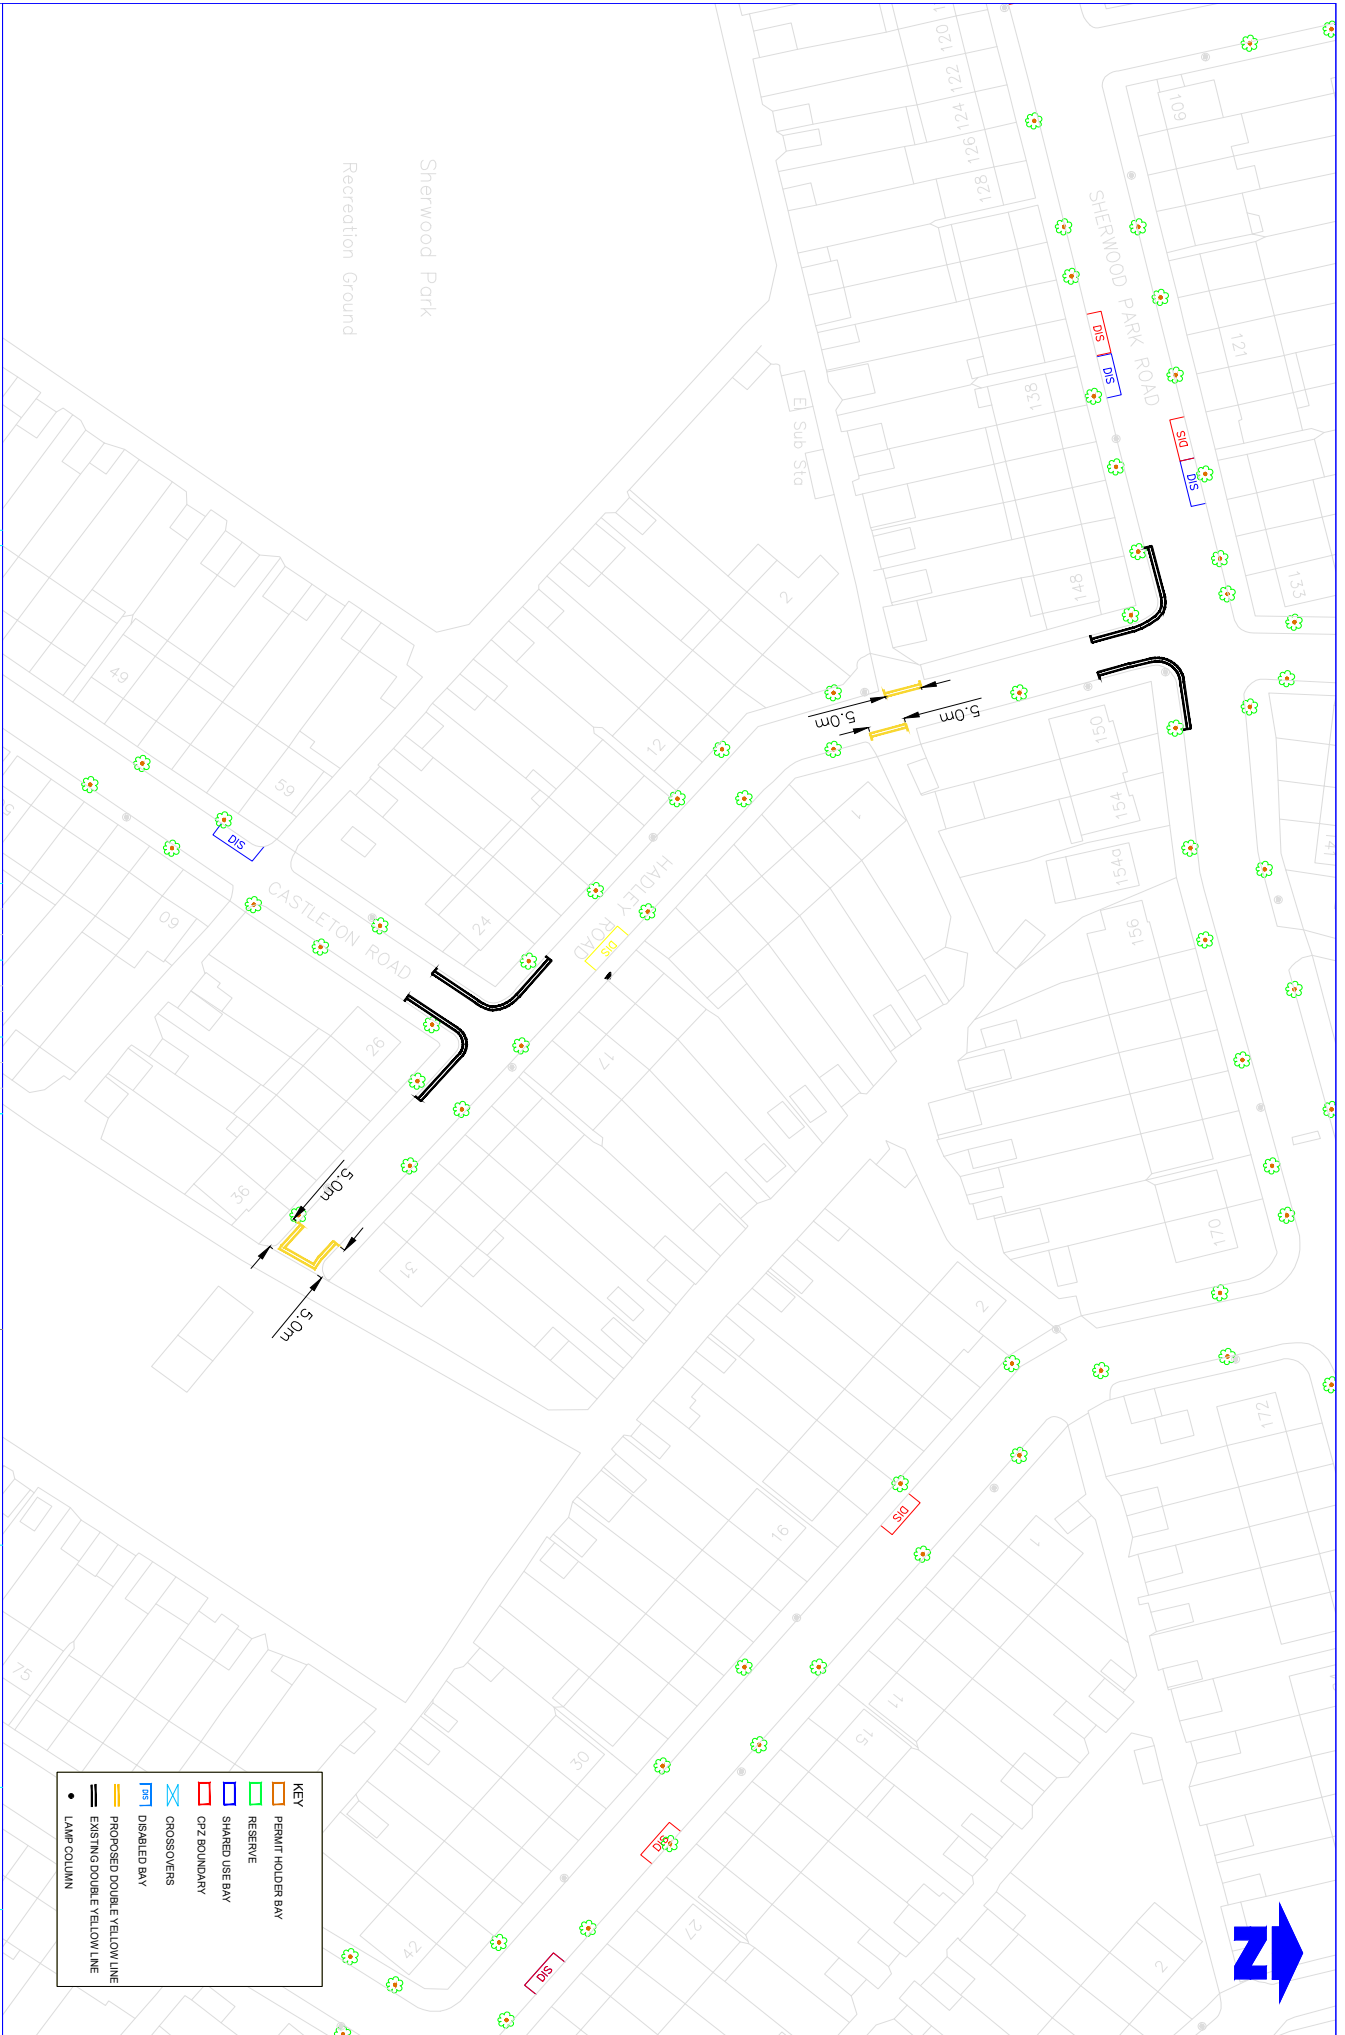 Sherwood Park
Recreation Ground
SHERWOOD PARK ROAD
El Sub Sta
HADLEY ROAD
CASTLETON ROAD
120
122
124
126
128
138
148
109
121
133
141
150
154
154a
156
170
172
2
12
24
26
36
1
17
31
49
59
60
75
2
16
30
42
1
11
15
27
2
DIS
DIS
DIS
DIS
DIS
DIS
DIS
DIS
DIS
5.0m
5.0m
5.0m
5.0m
KEY
PERMIT HOLDER BAY
RESERVE
SHARED USE BAY
CPZ BOUNDARY
CROSSOVERS
DIS DISABLED BAY
PROPOSED DOUBLE YELLOW LINE
EXISTING DOUBLE YELLOW LINE
LAMP COLUMN
N